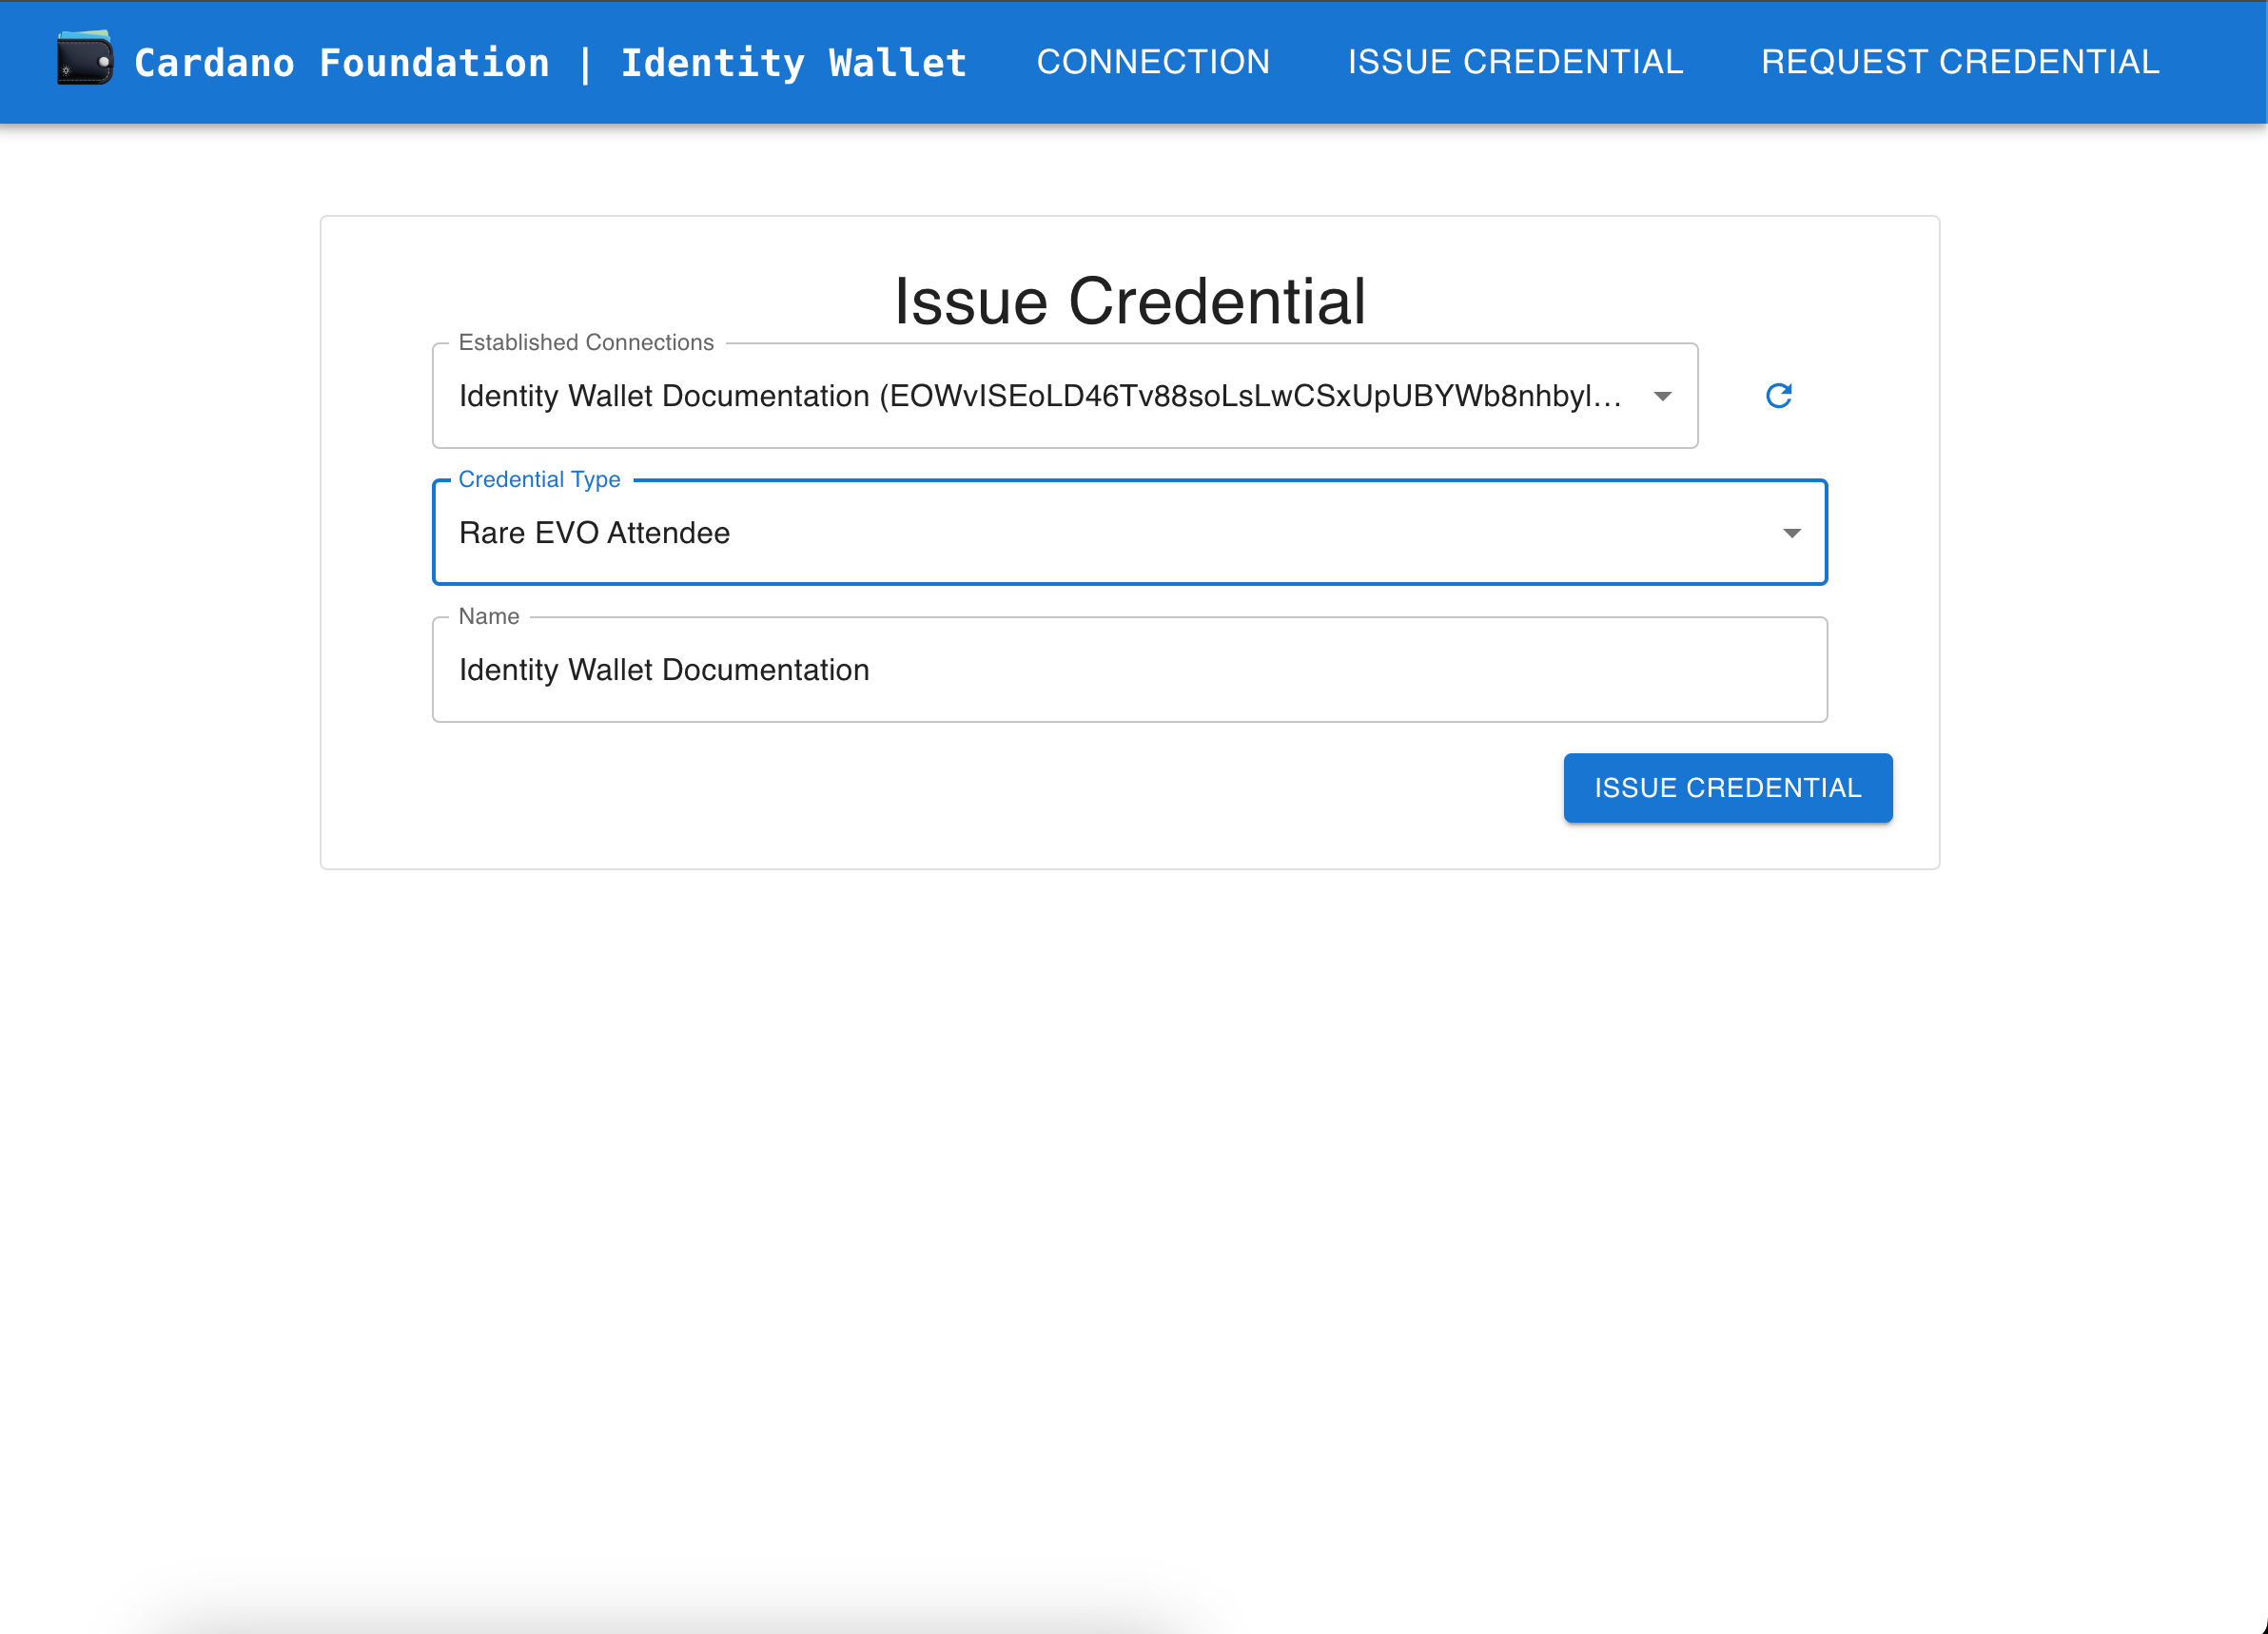 Cardano Foundation | Identity Wallet CONNECTION ISSUE CREDENTIAL REQUEST CREDENTIAL
Issue Credential
Established Connections
Identity Wallet Documentation (EOWvISEoLD46Tv88soLsLwCSxUpUBYWb8nhbyl...
Credential Type
Rare EVO Attendee
Name
Identity Wallet Documentation
ISSUE CREDENTIAL